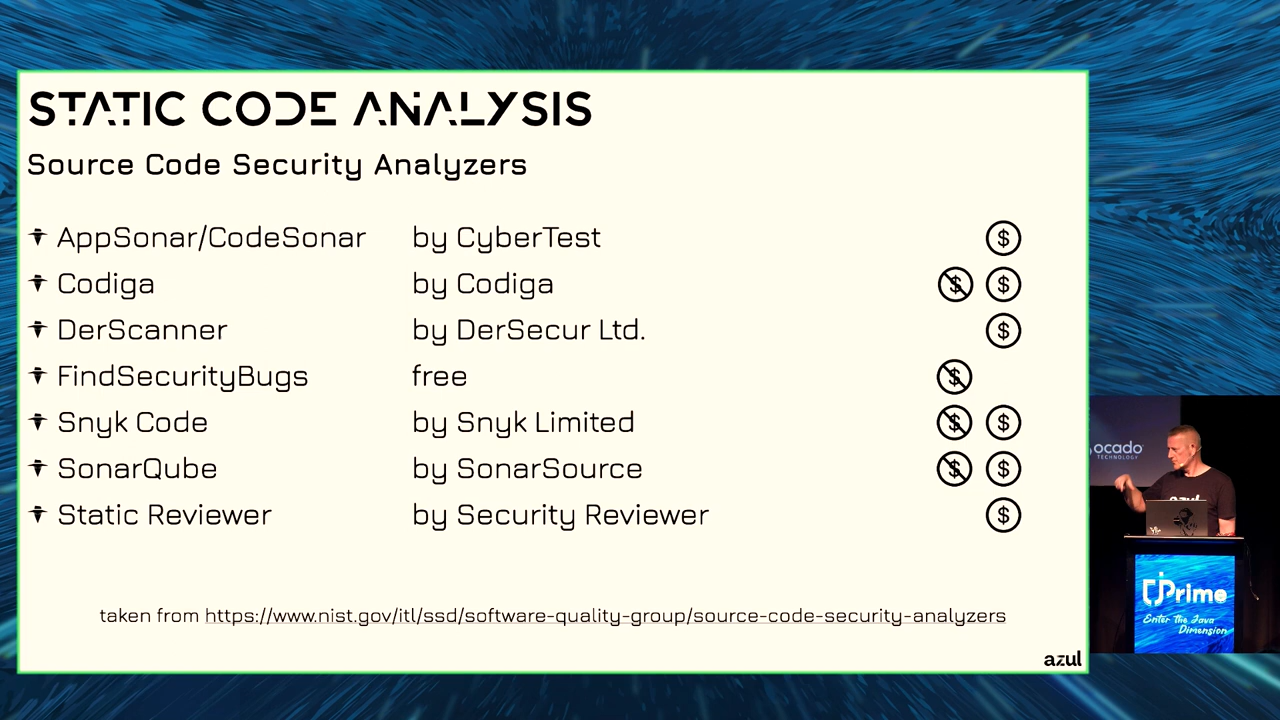 STATIC CODE ANALYSIS
Source Code Security Analyzers
AppSonar/CodeSonar by CyberTest
Codiga by Codiga
DerScanner by DerSecur Ltd.
FindSecurityBugs free
Snyk Code by Snyk Limited
SonarQube by SonarSource
Static Reviewer by Security Reviewer
taken from https://www.nist.gov/itl/ssd/software-quality-group/source-code-security-analyzers
azul
ocado
TECHNOLOGY
azul
jPrime
Enter The Java
Dimension